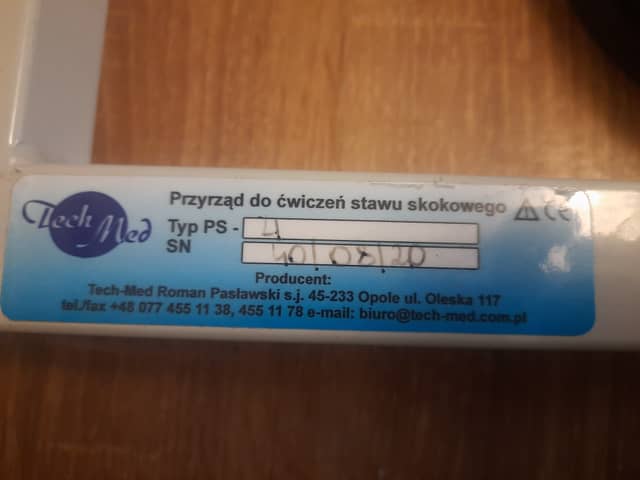 Tech Med
Przyrząd do ćwiczeń stawu skokowego
Typ PS - 4
SN 40/08/20
Producent:
Tech-Med Roman Pasławski s.j. 45-233 Opole ul. Oleska 117
tel./fax +48 077 455 11 38, 455 11 78 e-mail: biuro@tech-med.com.pl